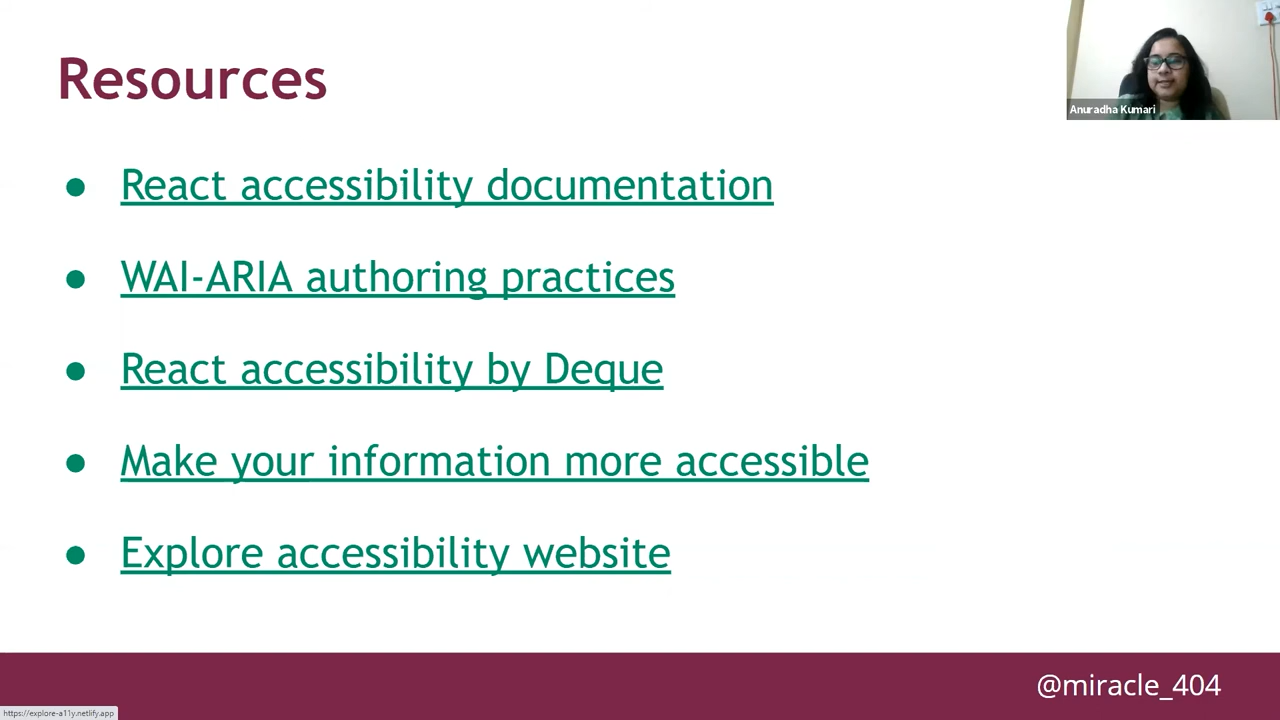 Resources
Anuradha Kumari
● React accessibility documentation
● WAI-ARIA authoring practices
● React accessibility by Deque
● Make your information more accessible
● Explore accessibility website
@miracle_404
https://explore-a11y.netlify.app